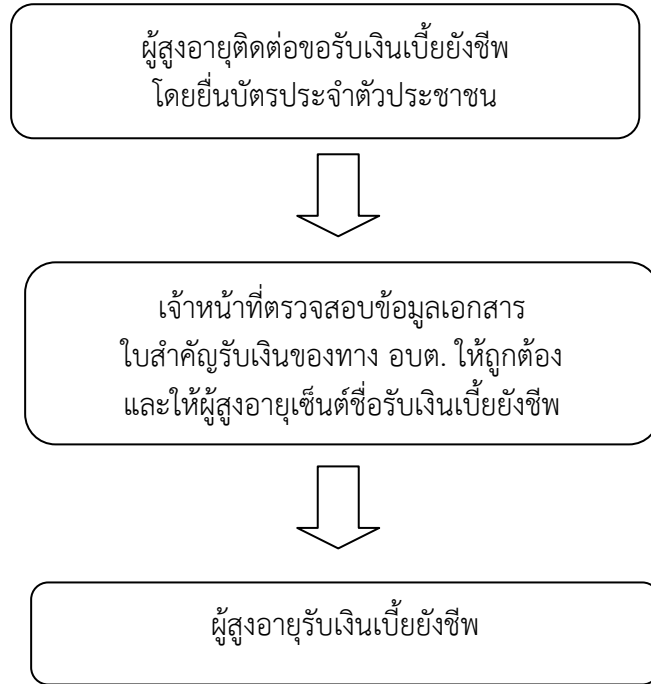 ผู้สูงอายุติดต่อขอรับเงินเบี้ยยังชีพ
โดยยื่นบัตรประจำตัวประชาชน
เจ้าหน้าที่ตรวจสอบข้อมูลเอกสาร
ใบสำคัญรับเงินของทาง อบต. ให้ถูกต้อง
และให้ผู้สูงอายุเซ็นต์ชื่อรับเงินเบี้ยยังชีพ
ผู้สูงอายุรับเงินเบี้ยยังชีพ